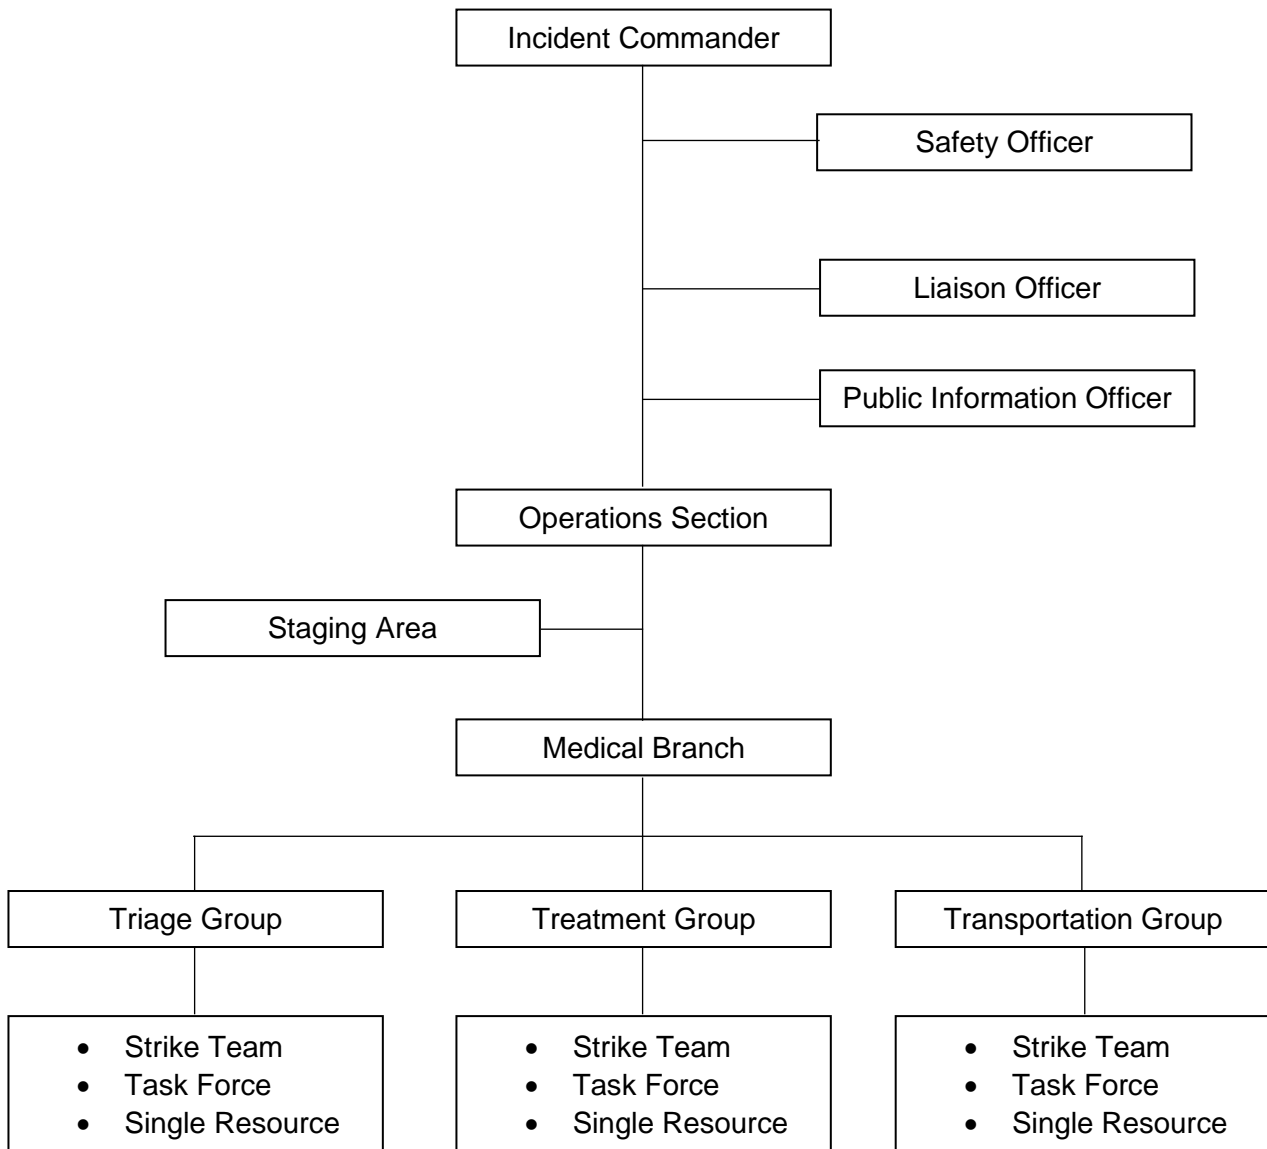 Incident Commander
Safety Officer
Liaison Officer
Public Information Officer
Operations Section
Staging Area
Medical Branch
Triage Group
Treatment Group
Transportation Group
• Strike Team
• Task Force
• Single Resource
• Strike Team
• Task Force
• Single Resource
• Strike Team
• Task Force
• Single Resource